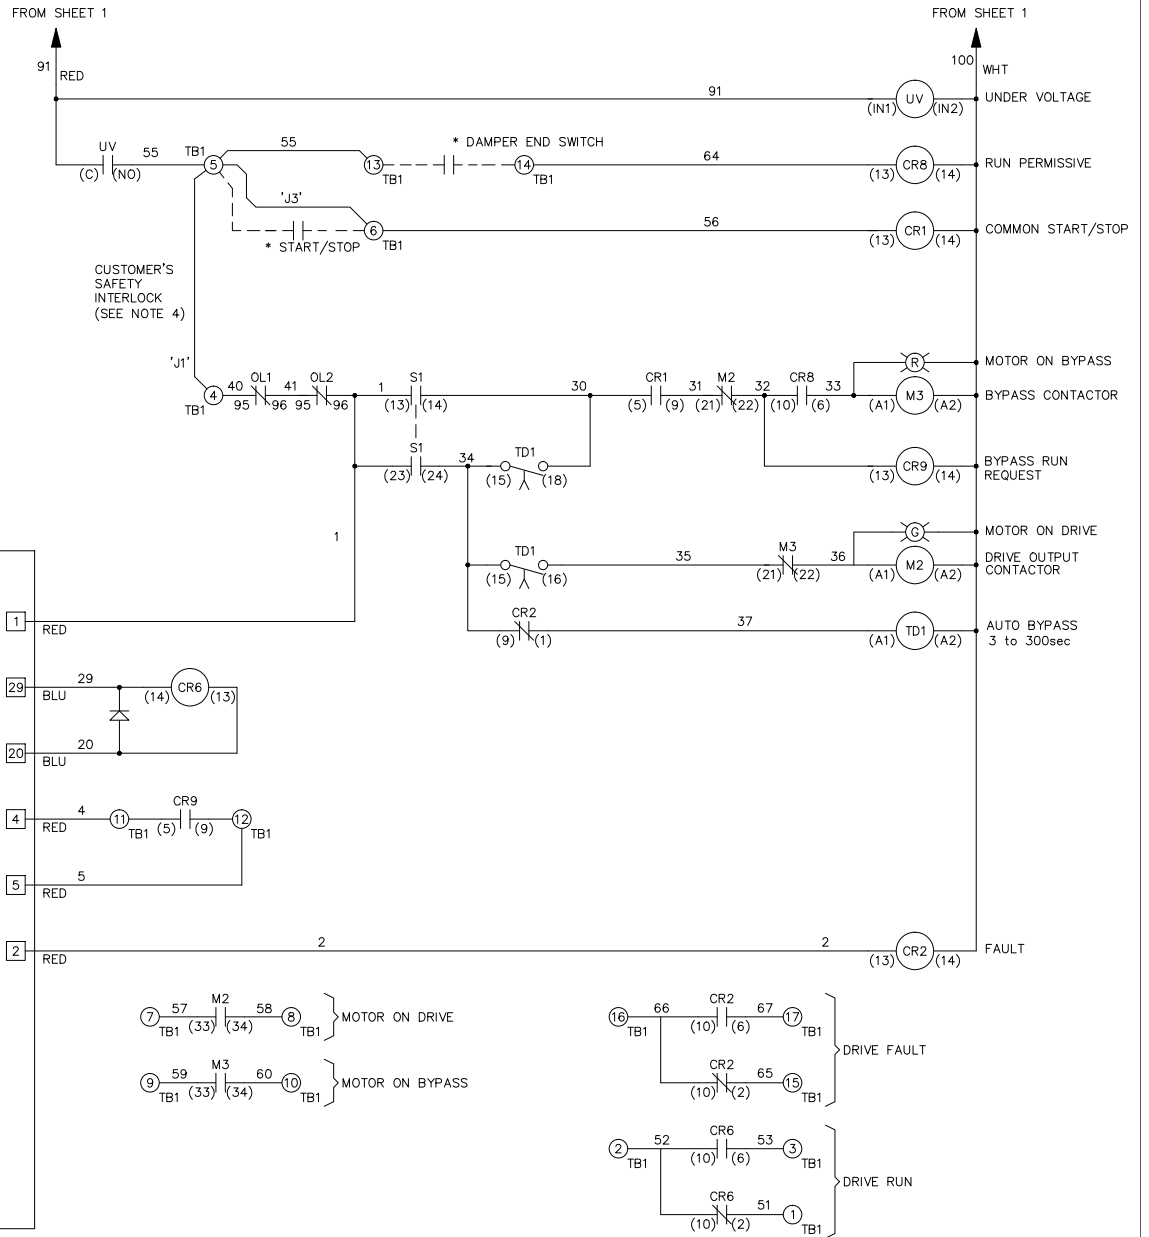 FROM SHEET 1
FROM SHEET 1
91
RED
100
WHT
91
(IN1)
UV
(IN2)
UNDER VOLTAGE
UV
(C)
(NO)
55
TB1
5
55
13
TB1
* DAMPER END SWITCH
14
TB1
64
(13)
CR8
(14)
RUN PERMISSIVE
'J3'
* START/STOP
6
TB1
56
(13)
CR1
(14)
COMMON START/STOP
CUSTOMER'S
SAFETY
INTERLOCK
(SEE NOTE 4)
'J1'
4
TB1
40
OL1
95
96
41
OL2
95
96
1
S1
(13)
(14)
30
CR1
(5)
(9)
31
M2
(21)
(22)
32
CR8
(10)
(6)
33
R
MOTOR ON BYPASS
(A1)
M3
(A2)
BYPASS CONTACTOR
S1
(23)
(24)
34
TD1
(15)
(18)
(13)
CR9
(14)
BYPASS RUN
REQUEST
1
G
MOTOR ON DRIVE
TD1
(15)
(16)
35
M3
(21)
(22)
36
(A1)
M2
(A2)
DRIVE OUTPUT
CONTACTOR
CR2
(9)
(1)
37
(A1)
TD1
(A2)
AUTO BYPASS
3 to 300sec
1
RED
29
BLU
29
(14)
CR6
(13)
20
BLU
20
4
RED
4
11
TB1
CR9
(5)
(9)
12
TB1
5
RED
5
2
RED
2
2
(13)
CR2
(14)
FAULT
7
TB1
57
M2
(33)
(34)
58
8
TB1
MOTOR ON DRIVE
9
TB1
59
M3
(33)
(34)
60
10
TB1
MOTOR ON BYPASS
16
TB1
66
CR2
(10)
(6)
67
17
TB1
CR2
(10)
(2)
65
15
TB1
DRIVE FAULT
2
TB1
52
CR6
(10)
(6)
53
3
TB1
CR6
(10)
(2)
51
1
TB1
DRIVE RUN